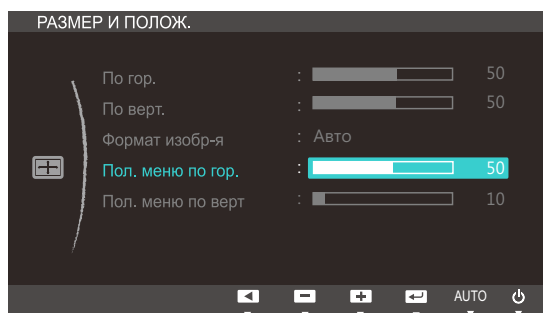 РАЗМЕР И ПОЛОЖ.
По гор. : 50
По верт. : 50
Формат изобр-я : Авто
Пол. меню по гор. : 50
Пол. меню по верт : 10
AUTO